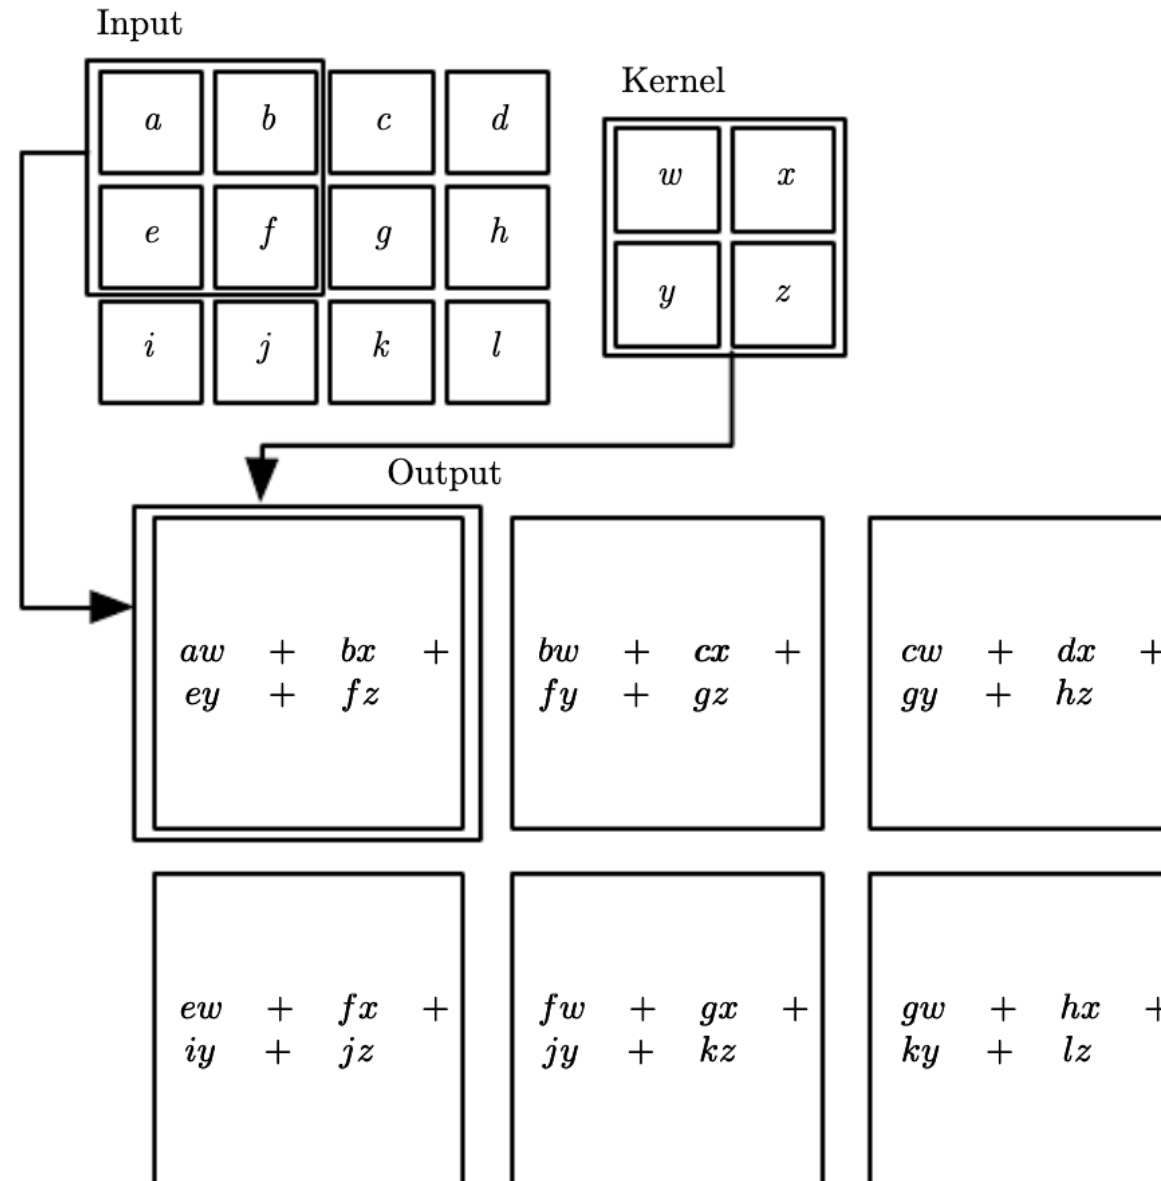 Input
Kernel
a b c d
e f g h
i j k l
w x
y z
Output
aw + bx +
ey + fz
bw + cx +
fy + gz
cw + dx +
gy + hz
ew + fx +
iy + jz
fw + gx +
jy + kz
gw + hx +
ky + lz